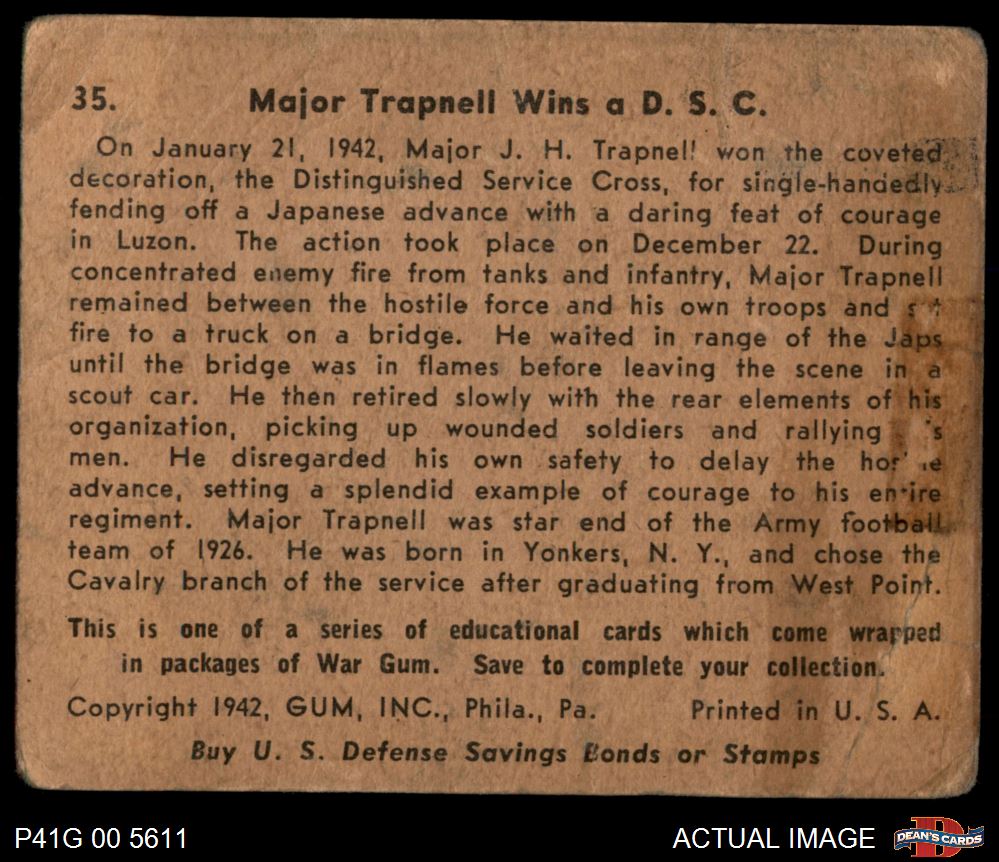 35. Major Trapnell Wins a D. S. C.
On January 21, 1942, Major J. H. Trapnell won the coveted
decoration, the Distinguished Service Cross, for single-handedly
fending off a Japanese advance with a daring feat of courage
in Luzon. The action took place on December 22. During
concentrated enemy fire from tanks and infantry, Major Trapnell
remained between the hostile force and his own troops and set
fire to a truck on a bridge. He waited in range of the Japs
until the bridge was in flames before leaving the scene in a
scout car. He then retired slowly with the rear elements of his
organization, picking up wounded soldiers and rallying
men. He disregarded his own safety to delay the
advance, setting a splendid example of courage to his entire
regiment. Major Trapnell was star end of the Army football
team of 1926. He was born in Yonkers, N. Y., and chose the
Cavalry branch of the service after graduating from West Point.
This is one of a series of educational cards which come wrapped
in packages of War Gum. Save to complete your collection.
Copyright 1942, GUM, INC., Phila., Pa. Printed in U. S. A.
Buy U. S. Defense Savings Bonds or Stamps
P41G 00 5611 ACTUAL IMAGE DEAN'S CARDS